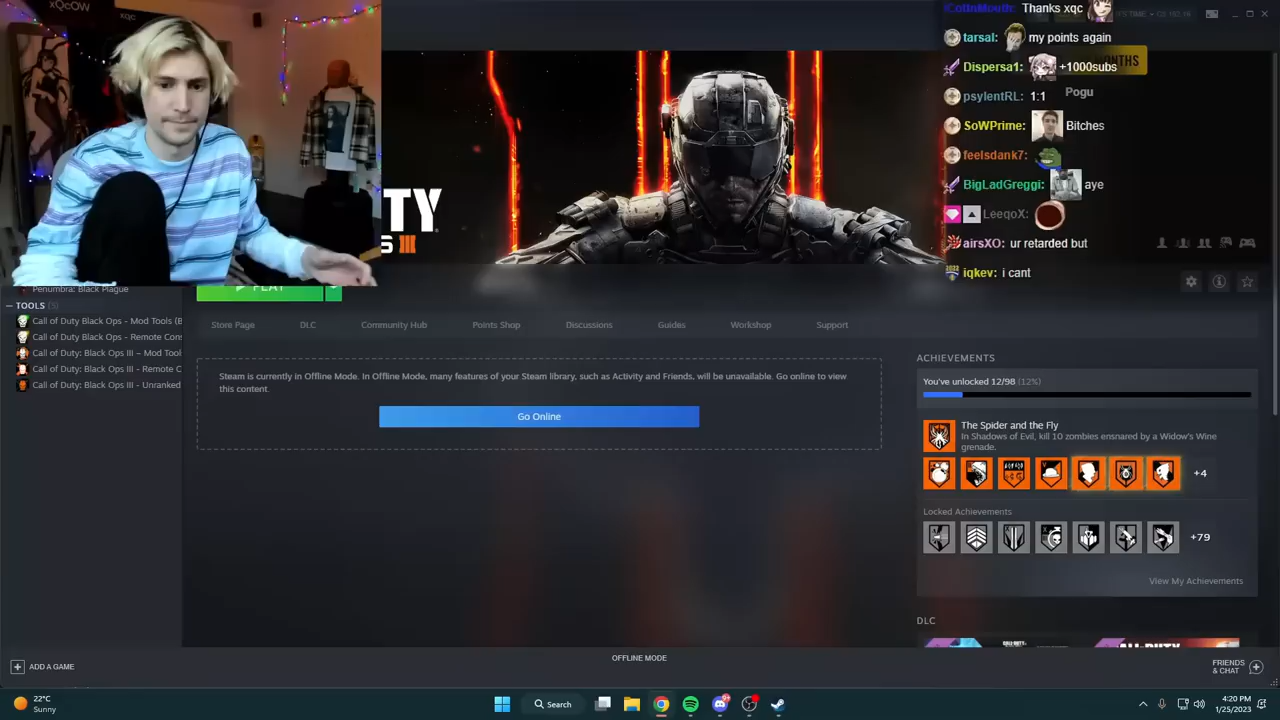 xQcOW
xqc
CottnMouth: Thanks xqc
tarsal: my points again
Dispersa1: +1000subs
ONTHS
psylentRL: 1:1
Pogu
SoWPrime: Bitches
feelsdank7:
BigLadGreggi: aye
LeeqoX:
airsXO: ur retarded but
iqkev: i cant
TY
S III
PLAY
Penumbra: Black Plague
— TOOLS (5)
Call of Duty Black Ops - Mod Tools (B
Call of Duty: Black Ops - Remote Cons
Call of Duty: Black Ops III – Mod Tool
Call of Duty: Black Ops III - Remote C
Call of Duty: Black Ops III - Unranked
Store Page
DLC
Community Hub
Points Shop
Discussions
Guides
Workshop
Support
Steam is currently in Offline Mode. In Offline Mode, many features of your Steam library, such as Activity and Friends, will be unavailable. Go online to view
this content.
Go Online
ACHIEVEMENTS
You've unlocked 12/98 (12%)
The Spider and the Fly
In Shadows of Evil, kill 10 zombies ensnared by a Widow's Wine
grenade.
+4
Locked Achievements
+79
View My Achievements
DLC
ADD A GAME
OFFLINE MODE
FRIENDS
& CHAT
22°C
Sunny
Search
4:20 PM
1/25/2023